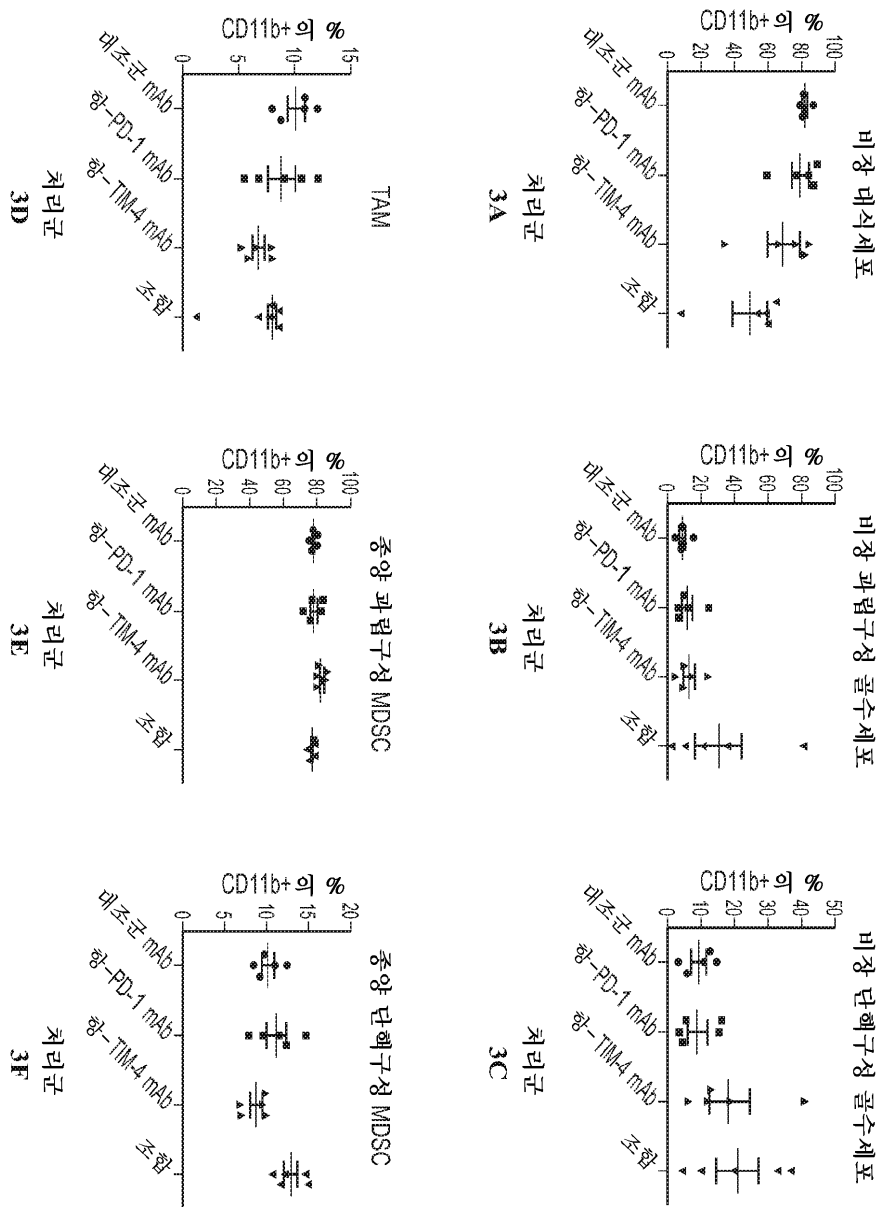 비장 대식세포
CD11b+의 %
100
80
60
40
20
0
대조군 mAb
항-PD-1 mAb
항-TIM-4 mAb
조합
처리군
3A
비장 과립구성 골수세포
CD11b+의 %
100
80
60
40
20
0
대조군 mAb
항-PD-1 mAb
항-TIM-4 mAb
조합
처리군
3B
비장 단핵구성 골수세포
CD11b+의 %
50
40
30
20
10
0
대조군 mAb
항-PD-1 mAb
항-TIM-4 mAb
조합
처리군
3C
TAM
CD11b+의 %
15
10
5
0
대조군 mAb
항-PD-1 mAb
항-TIM-4 mAb
조합
처리군
3D
종양 과립구성 MDSC
CD11b+의 %
100
80
60
40
20
0
대조군 mAb
항-PD-1 mAb
항-TIM-4 mAb
조합
처리군
3E
종양 단핵구성 MDSC
CD11b+의 %
20
15
10
5
0
대조군 mAb
항-PD-1 mAb
항-TIM-4 mAb
조합
처리군
3F